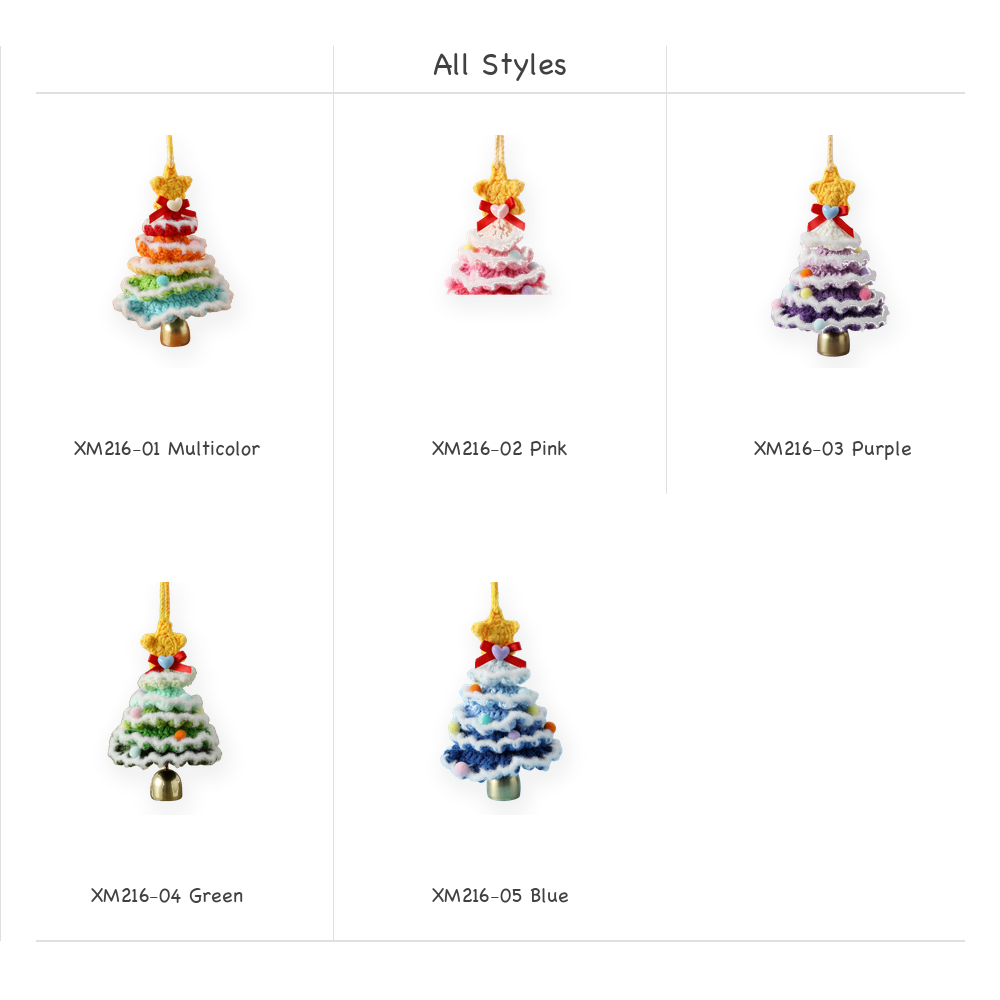 All Styles
XM216-01 Multicolor
XM216-02 Pink
XM216-03 Purple
XM216-04 Green
XM216-05 Blue